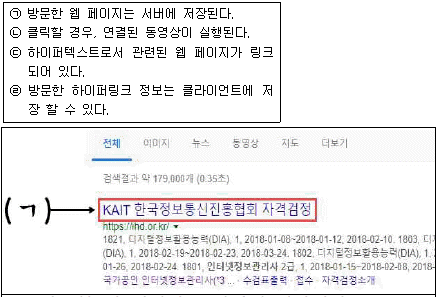 ㉠ 방문한 웹 페이지는 서버에 저장된다.
㉡ 클릭할 경우, 연결된 동영상이 실행된다.
㉢ 하이퍼텍스트로서 관련된 웹 페이지가 링크
되어 있다.
㉣ 방문한 하이퍼링크 정보는 클라이언트에 저
장 할 수 있다.
전체 이미지 뉴스 동영상 지도 더보기
검색결과 약 179,000개 (0.35초)
(ㄱ) KAIT 한국정보통신진흥협회 자격검정
https://ihd.or.kr/
1821, 디지털정보활용능력(DIA), 1, 2018-01-08~2018-01-12, 2018-02-10. 1803, 디지
(DIA), 1, 2018-02-19~2018-02-23, 2018-03-24. 1802, 디지털정보활용능력(DIA), 1,
01-26, 2018-02-24. 1801, 인터넷정보관리사 2급, 1, 2018-01-15~2018-02-08, 2018-
국가공인 인터넷정보관리사(*3 ... · 수검표출력 · 접수 · 자격검정소개